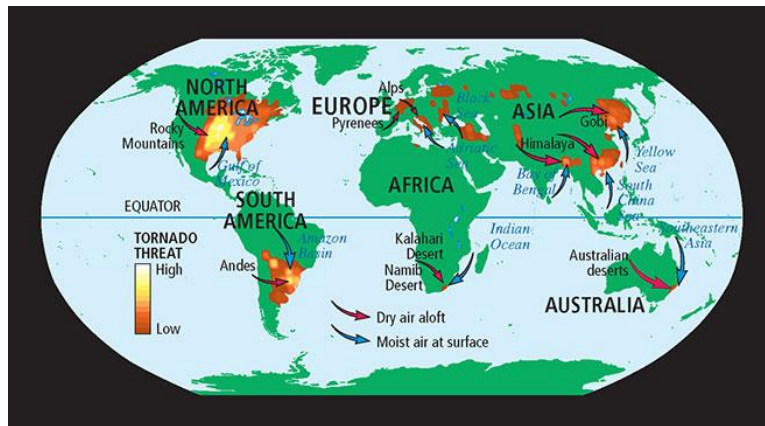 NORTH
AMERICA
Rocky
Mountains
Gulf of
Mexico
Alps
EUROPE
Pyrenees
Black
Sea
Adriatic
Sea
ASIA
Gobi
Himalaya
Yellow
Sea
Bay of
Bengal
South
China
Sea
AFRICA
SOUTH
AMERICA
EQUATOR
Amazon
Basin
Andes
Kalahari
Desert
Namib
Desert
Indian
Ocean
Southeastern
Asia
Australian
deserts
AUSTRALIA
TORNADO
THREAT
High
Low
Dry air aloft
Moist air at surface